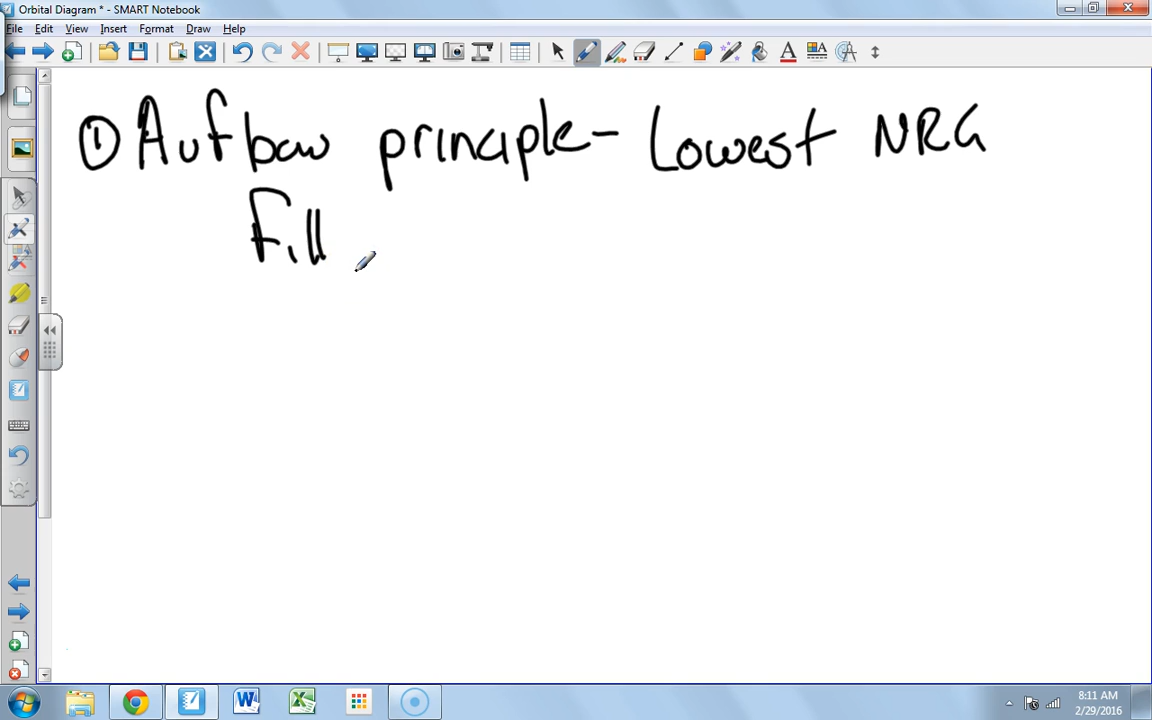 Orbital Diagram * - SMART Notebook
File Edit View Insert Format Draw Help
① Aufbau principle - Lowest NRG
Fill
8:11 AM
2/29/2016